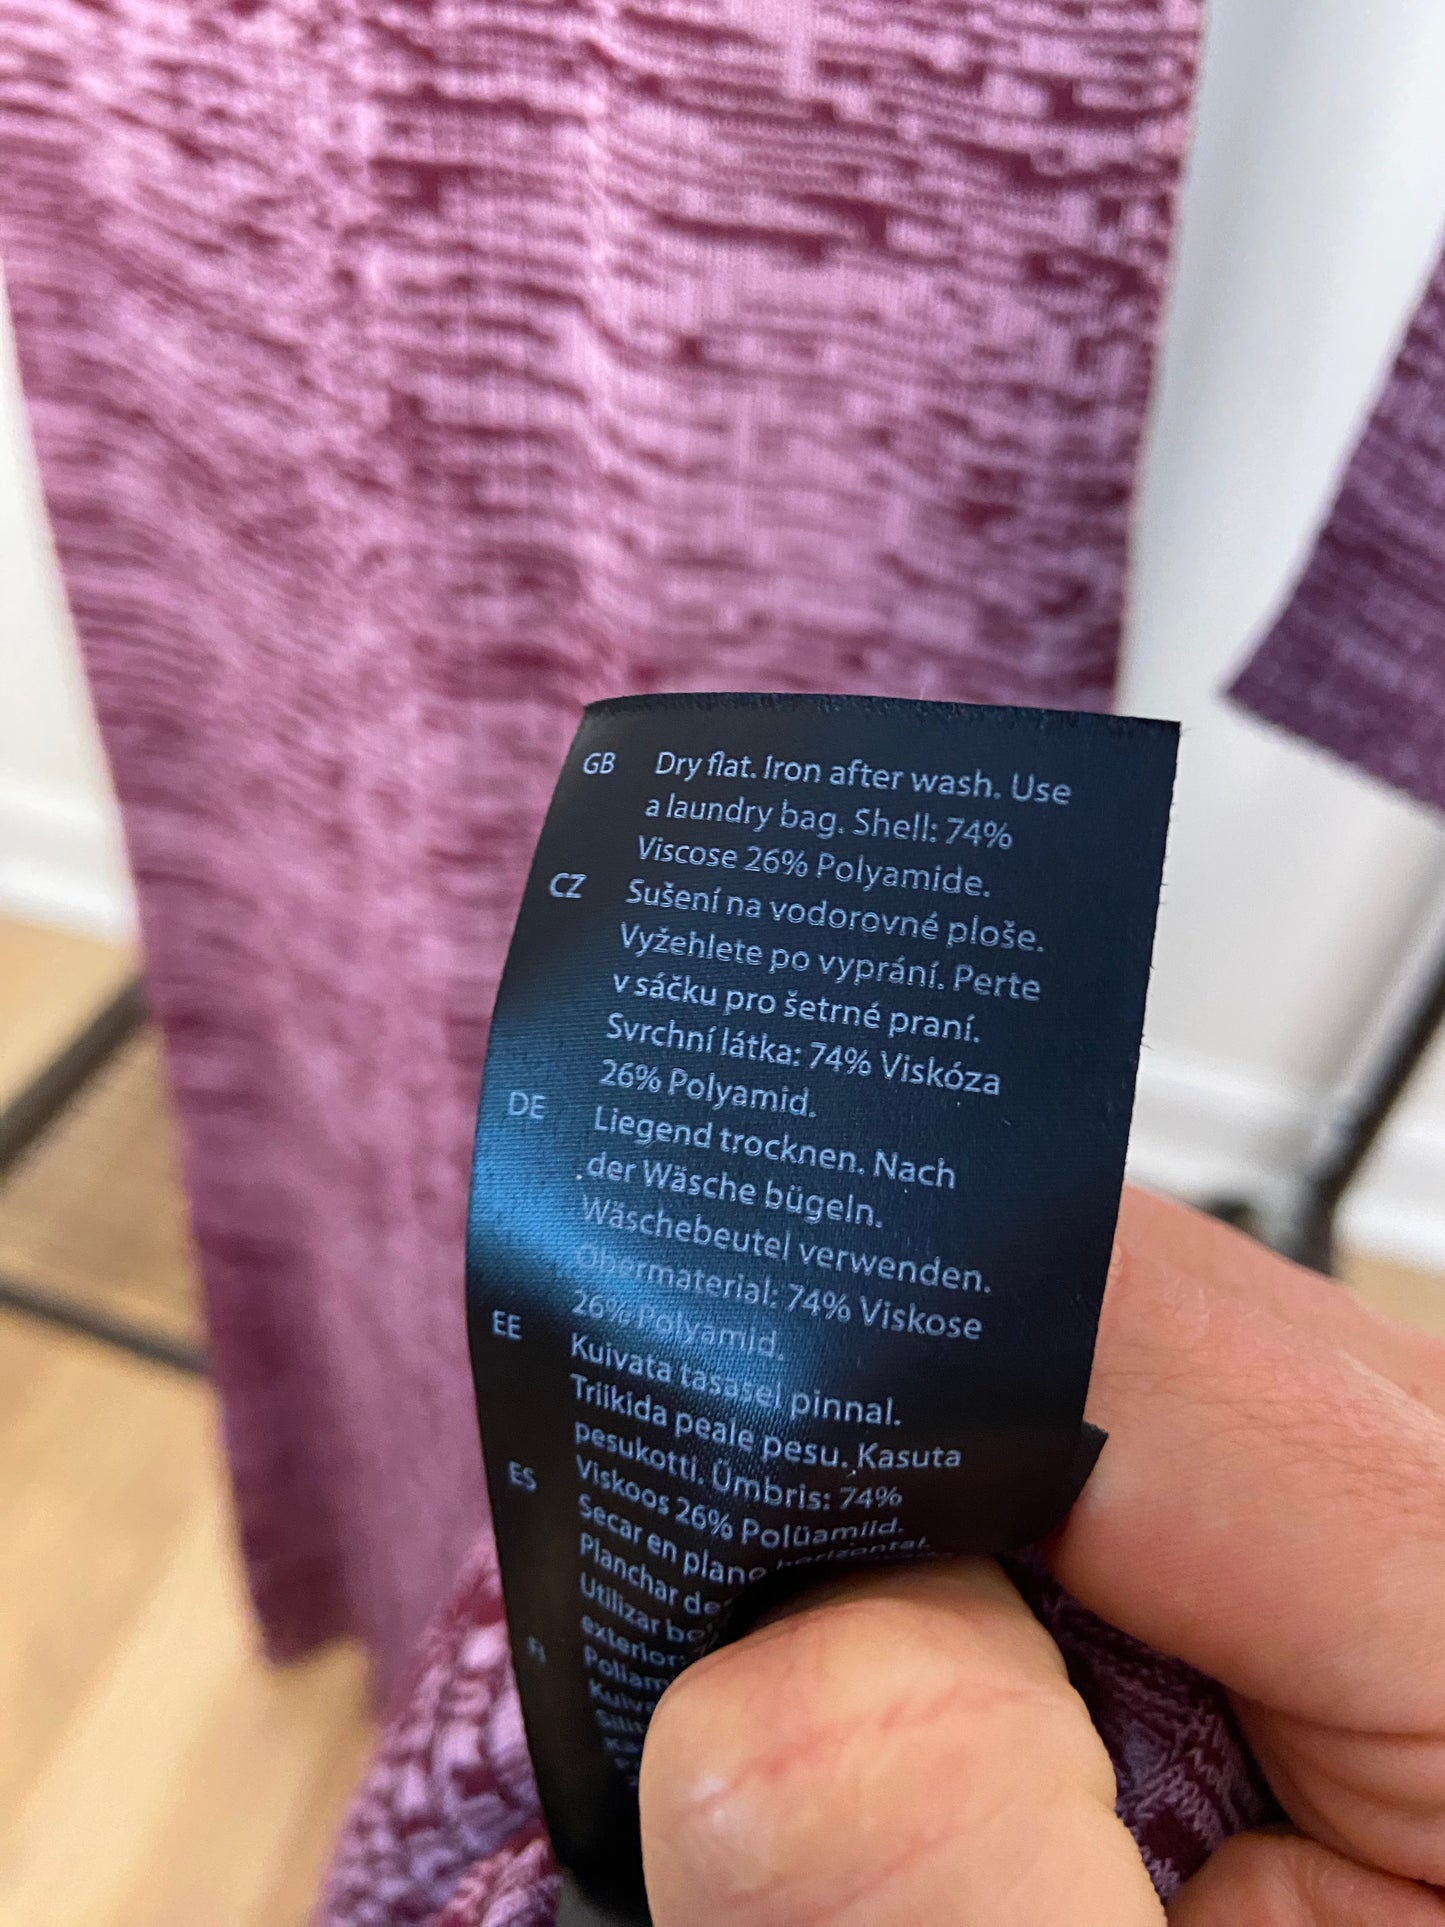 GB Dry flat. Iron after wash. Use
a laundry bag. Shell: 74%
Viscose 26% Polyamide.
CZ Sušení na vodorovné ploše.
Vyžehlete po vyprání. Perte
v sáčku pro šetrné praní.
Svrchní látka: 74% Viskóza
26% Polyamid.
DE Liegend trocknen. Nach
der Wäsche bügeln.
Wäschebeutel verwenden.
Obermaterial: 74% Viskose
26% Polyamid.
EE Kuivata tasasel pinnal.
Triikida peale pesu. Kasuta
pesukotti. Ümbris: 74%
Viskoos 26% Polüamiid.
ES Secar en plano horizontal.
Planchar
Utilizar
exterior:
FI